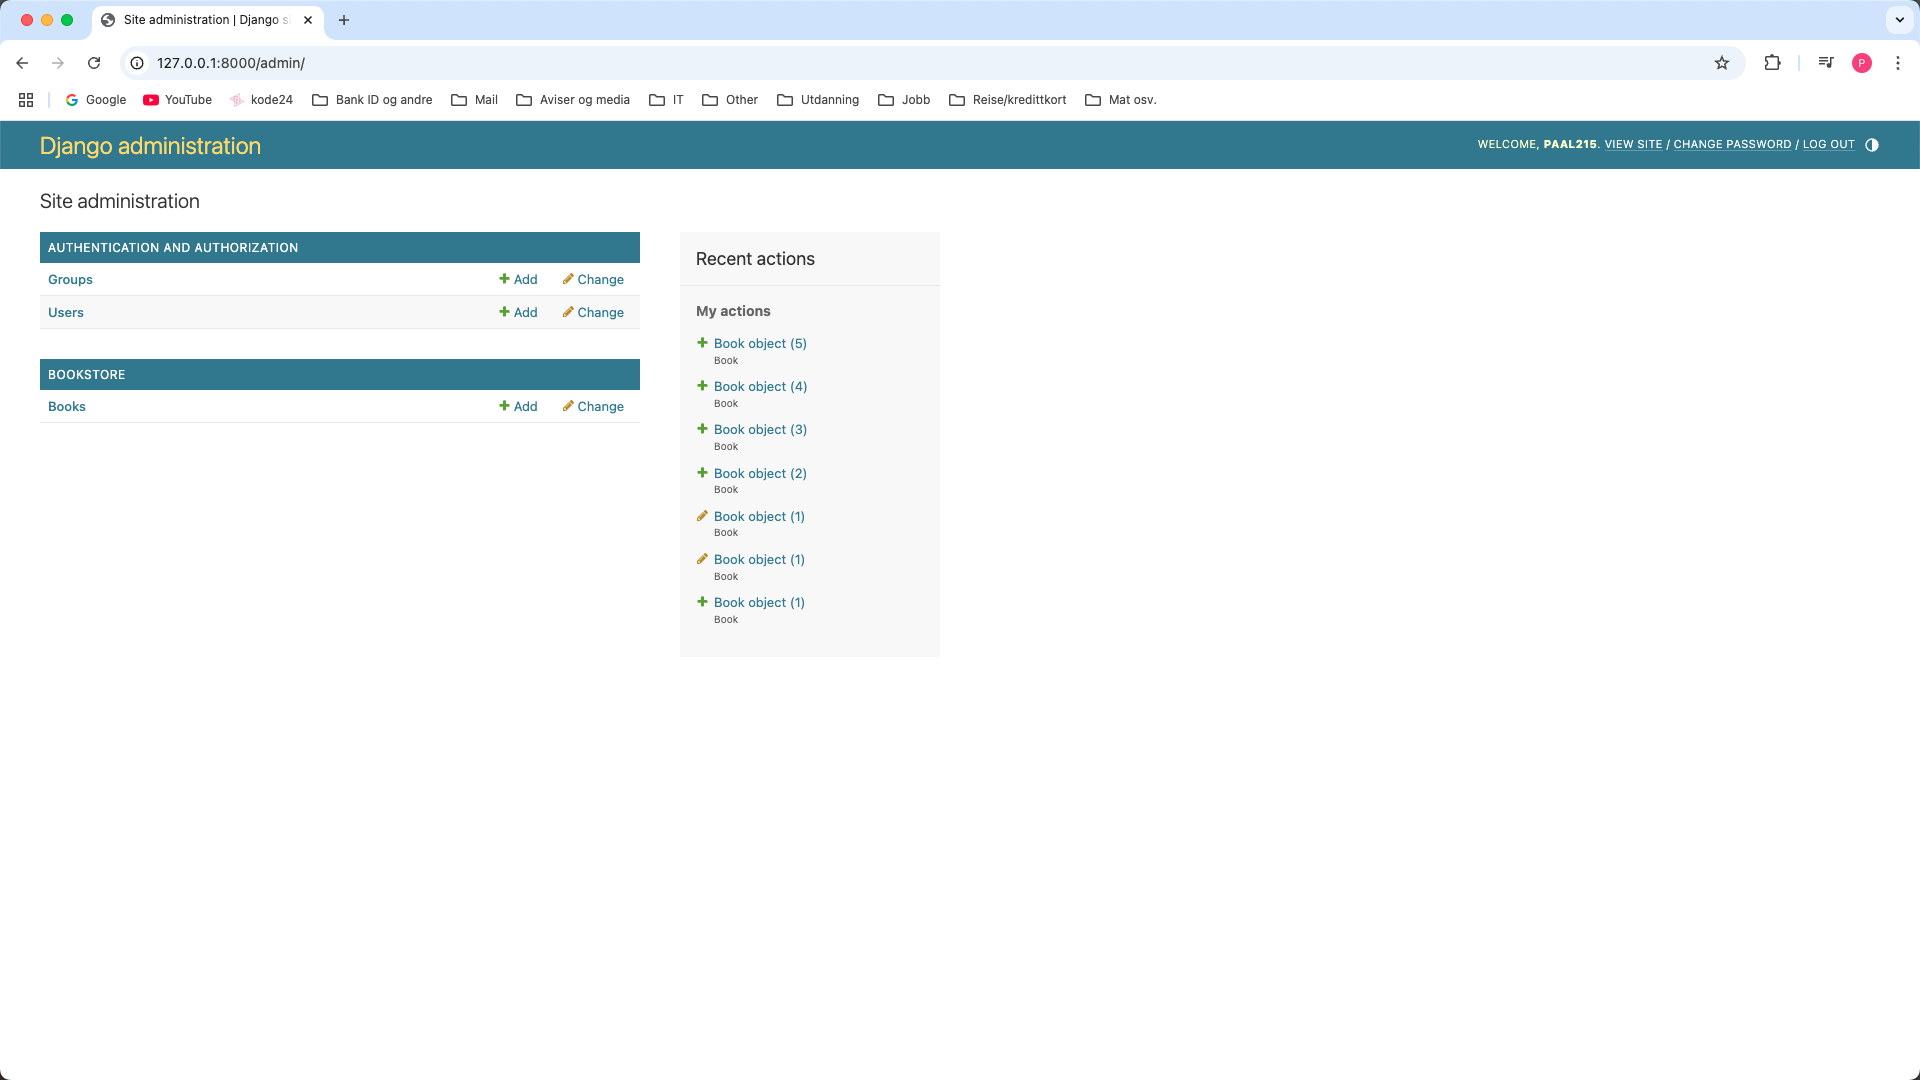 Site administration | Django s
127.0.0.1:8000/admin/
P
Google YouTube kode24 Bank ID og andre Mail Aviser og media IT Other Utdanning Jobb Reise/kredittkort Mat osv.
Django administration
WELCOME, PAAL215. VIEW SITE / CHANGE PASSWORD / LOG OUT
Site administration
AUTHENTICATION AND AUTHORIZATION
Groups Add Change
Users Add Change
BOOKSTORE
Books Add Change
Recent actions
My actions
Book object (5)
Book
Book object (4)
Book
Book object (3)
Book
Book object (2)
Book
Book object (1)
Book
Book object (1)
Book
Book object (1)
Book